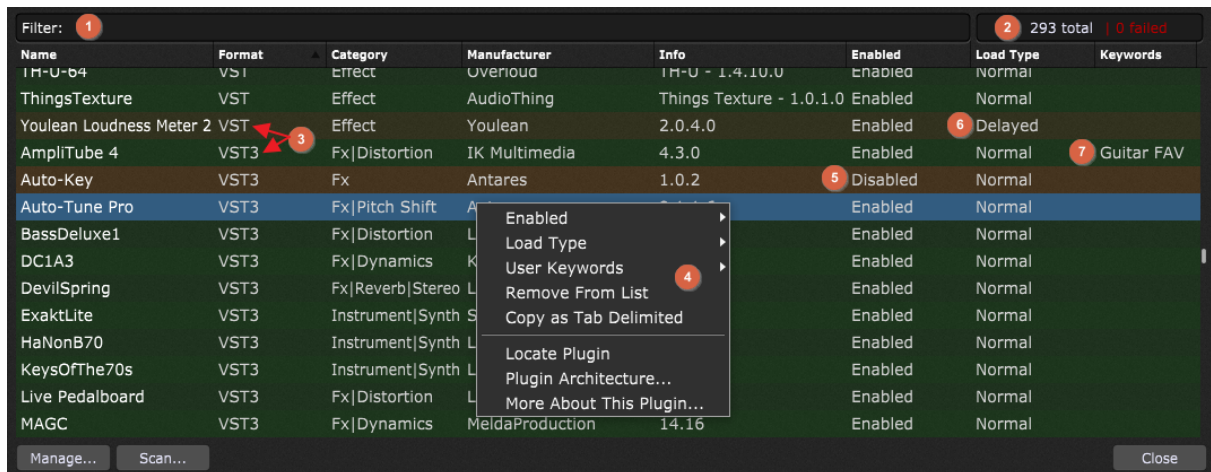 Filter: 1 2 293 total | 0 failed
Name Format Category Manufacturer Info Enabled Load Type Keywords
TH-U-64 VST Effect Overloud TH-U - 1.4.10.0 Enabled Normal
ThingsTexture VST Effect AudioThing Things Texture - 1.0.1.0 Enabled Normal
Youlean Loudness Meter 2 VST 3 Effect Youlean 2.0.4.0 Enabled 6 Delayed
AmpliTube 4 VST3 Fx|Distortion IK Multimedia 4.3.0 Enabled Normal 7 Guitar FAV
Auto-Key VST3 Fx Antares 1.0.2 5 Disabled Normal
Auto-Tune Pro VST3 Fx|Pitch Shift Enabled Normal
Enabled
BassDeluxe1 VST3 Fx|Distortion L Load Type Enabled Normal
DC1A3 VST3 Fx|Dynamics K User Keywords 4 Enabled Normal
DevilSpring VST3 Fx|Reverb|Stereo L Remove From List Enabled Normal
ExaktLite VST3 Instrument|Synth S Copy as Tab Delimited Enabled Normal
HaNonB70 VST3 Instrument|Synth L Locate Plugin Enabled Normal
KeysOfThe70s VST3 Instrument|Synth L Plugin Architecture... Enabled Normal
Live Pedalboard VST3 Fx|Distortion L More About This Plugin... Enabled Normal
MAGC VST3 Fx|Dynamics MeldaProduction 14.16 Enabled Normal
Manage... Scan... Close